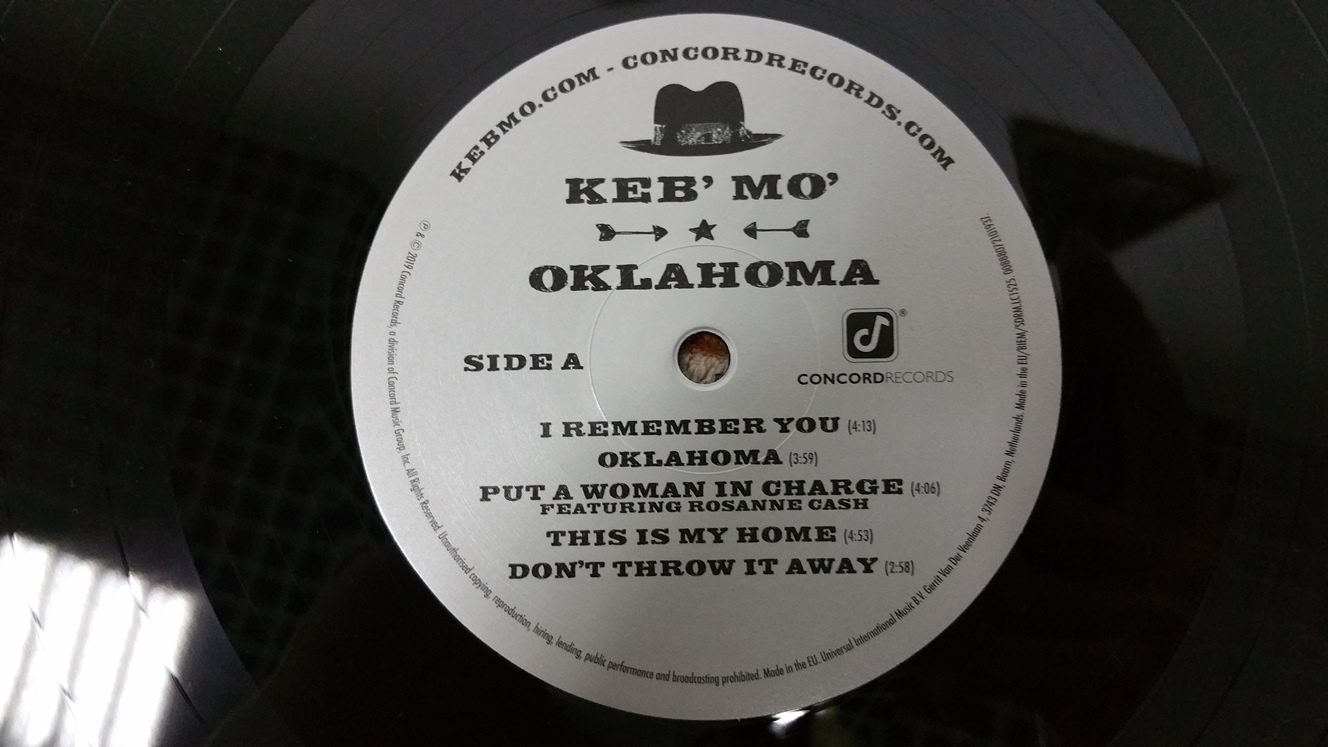 KEBMO.COM - CONCORDRECORDS.COM
KEB' MO'
OKLAHOMA
SIDE A
®
CONCORDRECORDS
I REMEMBER YOU (4:13)
OKLAHOMA (3:59)
PUT A WOMAN IN CHARGE (4:06)
FEATURING ROSANNE CASH
THIS IS MY HOME (4:53)
DON'T THROW IT AWAY (2:58)
℗ & © 2019 Concord Records, a division of Concord Music Group, Inc. All Rights Reserved. Unauthorised copying, reproduction, hiring, lending, public performance and broadcasting prohibited. Made in the EU. Universal International Music B.V. Gerrit Van Der Veenlaan 4, 3743 DN, Baarn, Netherlands. Made in the EU/BIEM/SDRM.LC1525. 00888072101937.